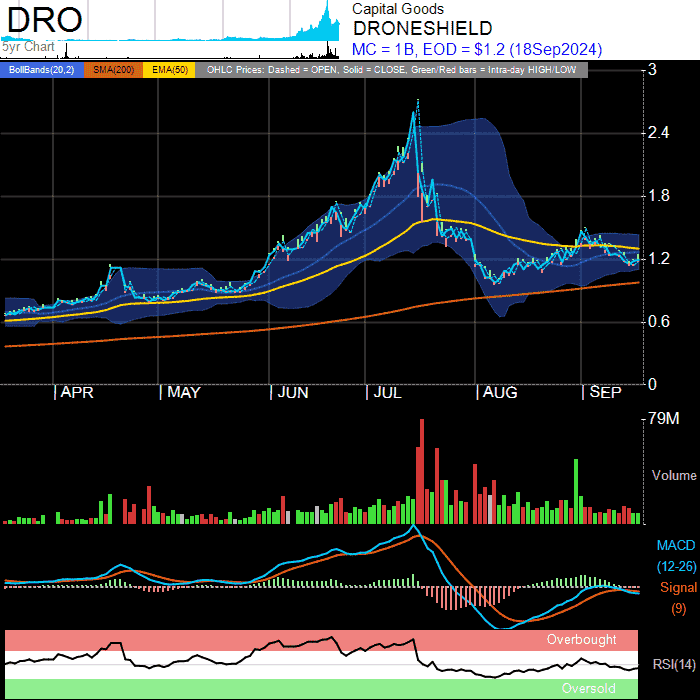 DRO
5yr Chart
Capital Goods
DRONESHIELD
MC = 1B, EOD = $1.2 (18Sep2024)
BollBands(20,2) SMA(200) EMA(50) OHLC Prices: Dashed = OPEN, Solid = CLOSE, Green/Red bars = Intra-day HIGH/LOW
3
2.4
1.8
1.2
0.6
0
APR MAY JUN JUL AUG SEP
79M
Volume
MACD
(12-26)
Signal
(9)
Overbought
RSI(14)
Oversold